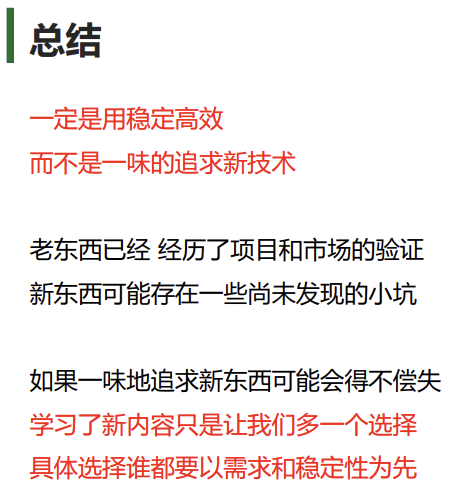 总结
一定是用稳定高效
而不是一味的追求新技术
老东西已经 经历了项目和市场的验证
新东西可能存在一些尚未发现的小坑
如果一味地追求新东西可能会得不偿失
学习了新内容只是让我们多一个选择
具体选择谁都要以需求和稳定性为先